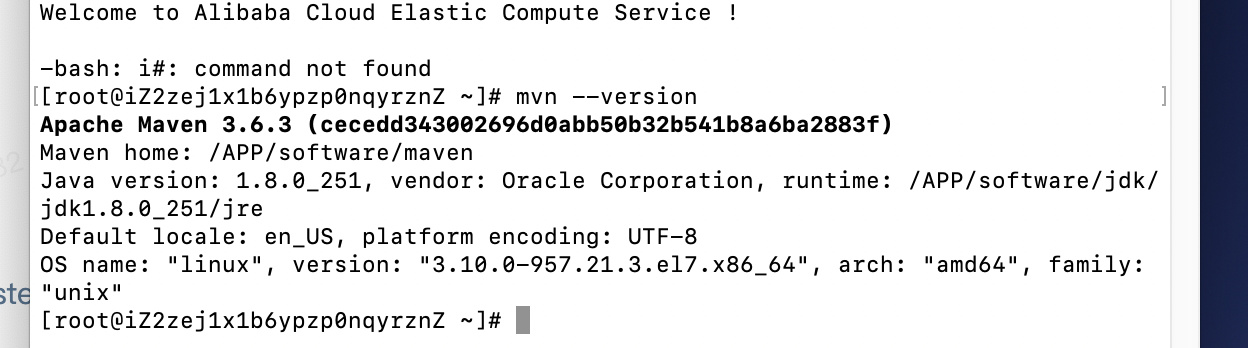 Welcome to Alibaba Cloud Elastic Compute Service !
-bash: i#: command not found
[[root@iZ2zej1x1b6ypzp0nqyrznZ ~]# mvn --version ]
Apache Maven 3.6.3 (cecedd343002696d0abb50b32b541b8a6ba2883f)
Maven home: /APP/software/maven
Java version: 1.8.0_251, vendor: Oracle Corporation, runtime: /APP/software/jdk/
jdk1.8.0_251/jre
Default locale: en_US, platform encoding: UTF-8
OS name: "linux", version: "3.10.0-957.21.3.el7.x86_64", arch: "amd64", family:
"unix"
[root@iZ2zej1x1b6ypzp0nqyrznZ ~]#